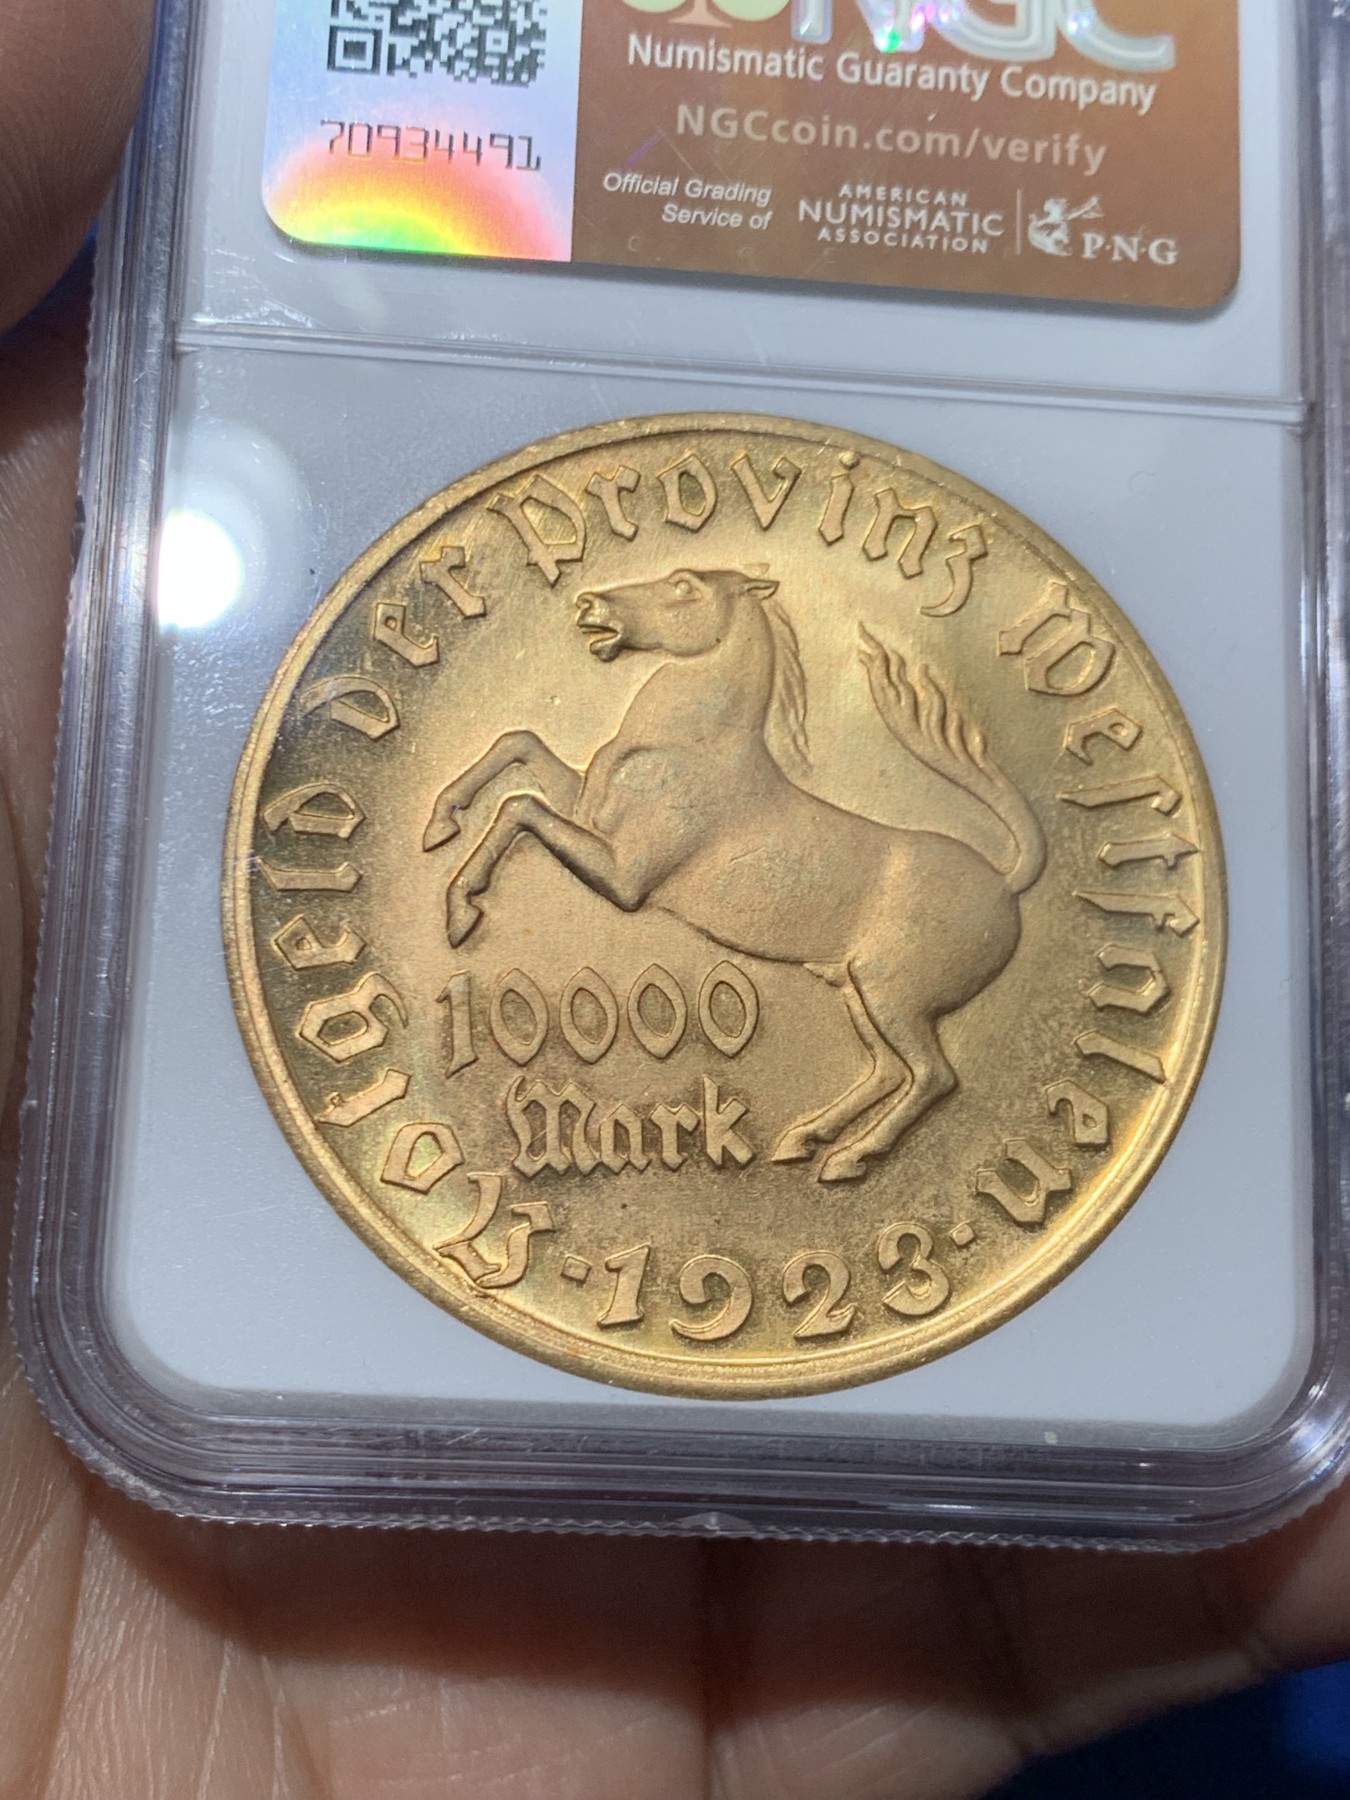 NGC
Numismatic Guaranty Company
NGCcoin.com/verify
70934491
Official Grading
Service of
AMERICAN
NUMISMATIC
ASSOCIATION
P·N·G
Notgeld der Provinz Westfalen
10000
Mark
·1923·